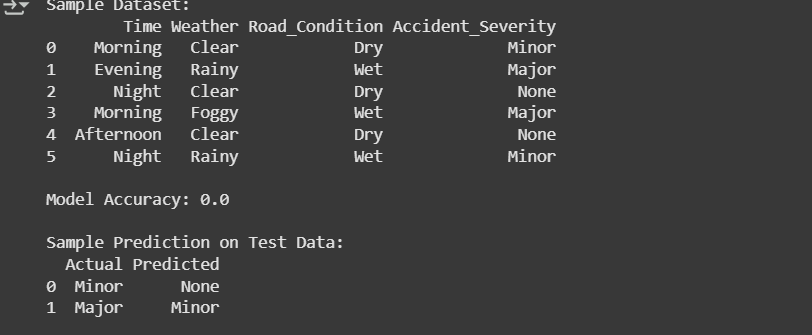 Sample Dataset:
Time Weather Road_Condition Accident_Severity
0 Morning Clear Dry Minor
1 Evening Rainy Wet Major
2 Night Clear Dry None
3 Morning Foggy Wet Major
4 Afternoon Clear Dry None
5 Night Rainy Wet Minor
Model Accuracy: 0.0
Sample Prediction on Test Data:
Actual Predicted
0 Minor None
1 Major Minor